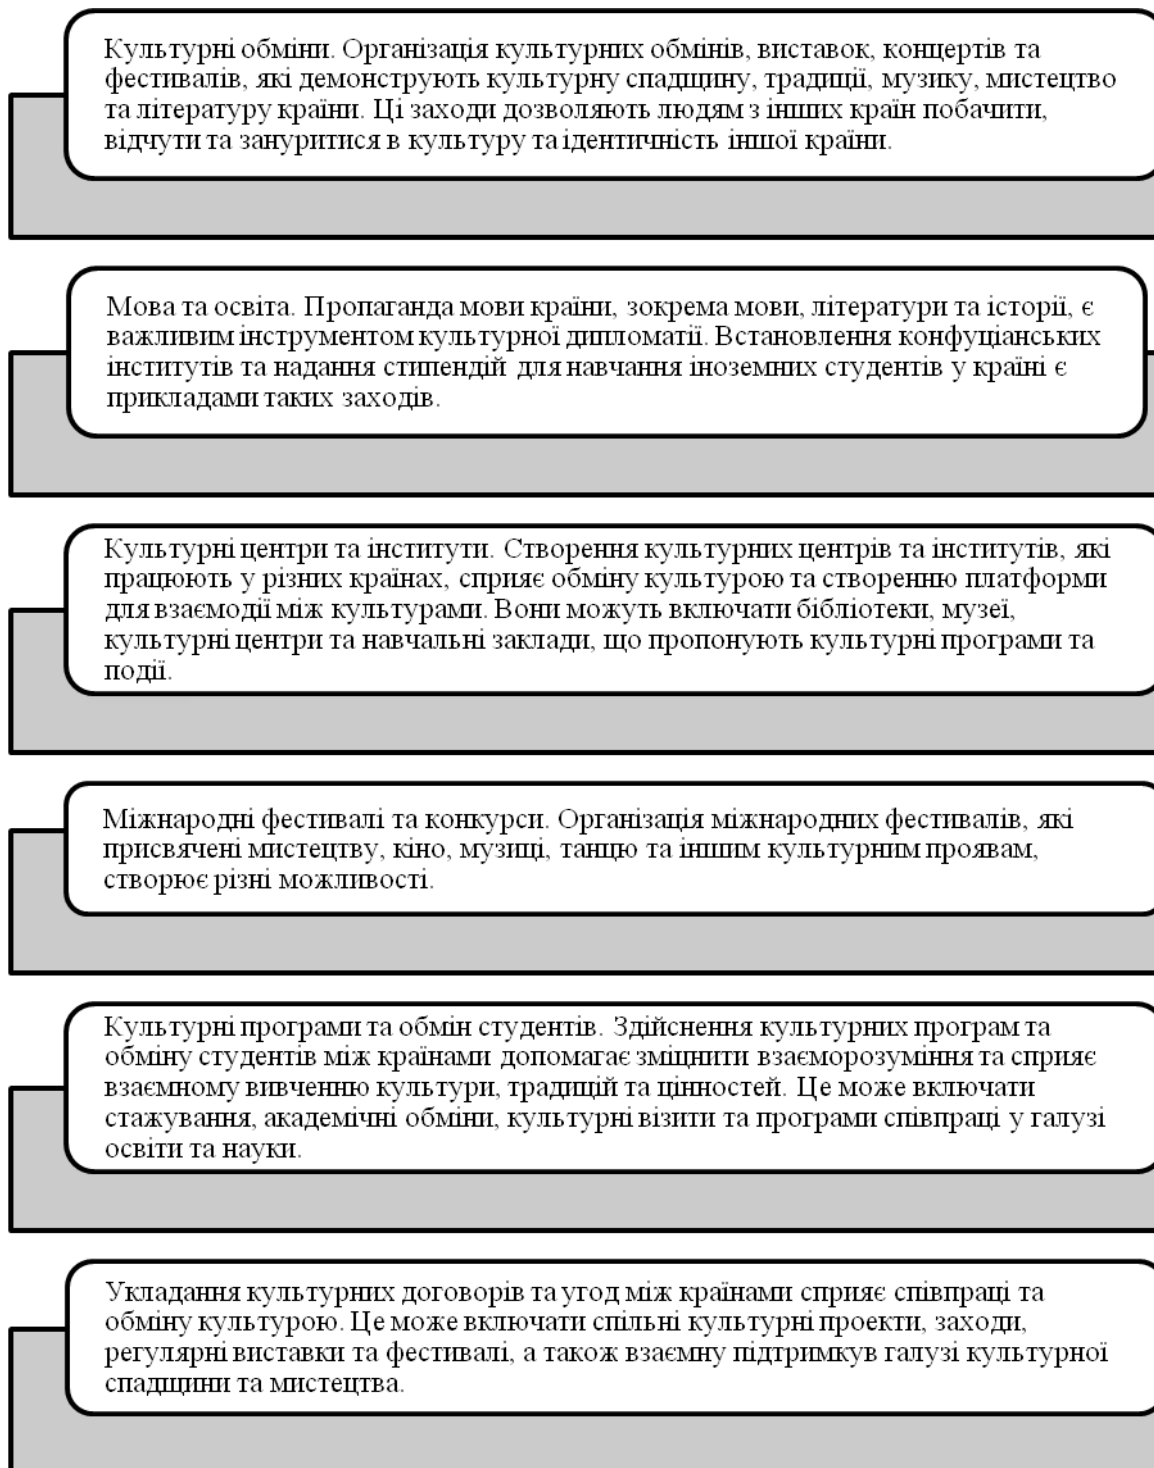 Культурні обміни. Організація культурних обмінів, виставок, концертів та
фестивалів, які демонструють культурну спадщину, традиції, музику, мистецтво
та літературу країни. Ці заходи дозволяють людям з інших країн побачити,
відчути та зануритися в культуру та ідентичність іншої країни.
Мова та освіта. Пропаганда мови країни, зокрема мови, літератури та історії, є
важливим інструментом культурної дипломатії. Встановлення конфуціанських
інститутів та надання стипендій для навчання іноземних студентів у країні є
прикладами таких заходів.
Культурні центри та інститути. Створення культурних центрів та інститутів, які
працюють у різних країнах, сприяє обміну культурою та створенню платформи
для взаємодії між культурами. Вони можуть включати бібліотеки, музеї,
культурні центри та навчальні заклади, що пропонують культурні програми та
події.
Міжнародні фестивалі та конкурси. Організація міжнародних фестивалів, які
присвячені мистецтву, кіно, музиці, танцю та іншим культурним проявам,
створює різні можливості.
Культурні програми та обмін студентів. Здійснення культурних програм та
обміну студентів між країнами допомагає зміцнити взаєморозуміння та сприяє
взаємному вивченню культури, традицій та цінностей. Це може включати
стажування, академічні обміни, культурні візити та програми співпраці у галузі
освіти та науки.
Укладання культурних договорів та угод між країнами сприяє співпраці та
обміну культурою. Це може включати спільні культурні проекти, заходи,
регулярні виставки та фестивалі, а також взаємну підтримкув галузі культурної
спадщини та мистецтва.